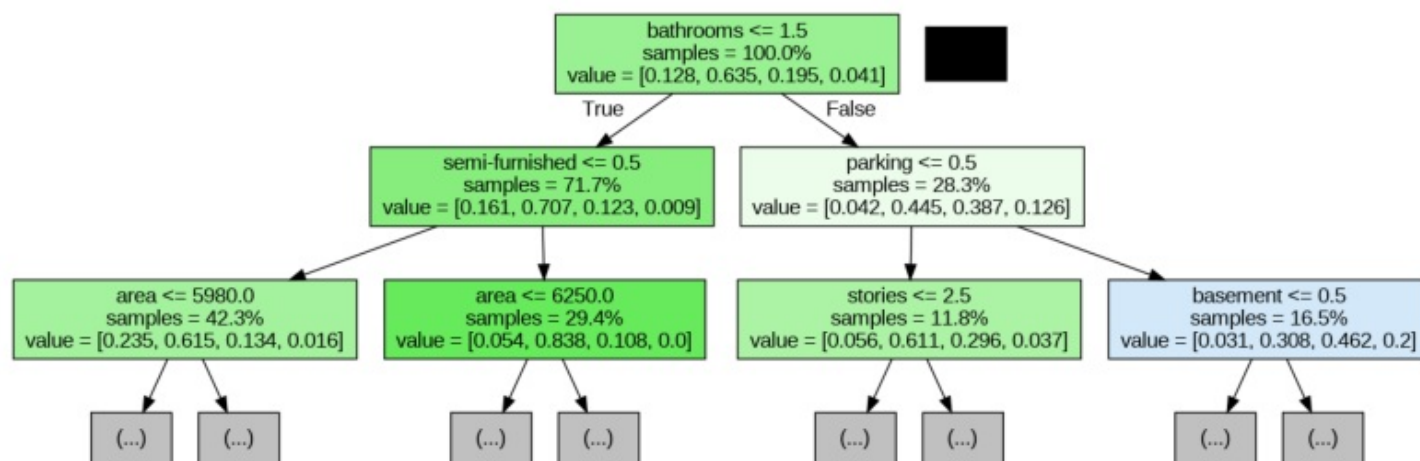 bathrooms <= 1.5
samples = 100.0%
value = [0.128, 0.635, 0.195, 0.041]
True
False
semi-furnished <= 0.5
samples = 71.7%
value = [0.161, 0.707, 0.123, 0.009]
parking <= 0.5
samples = 28.3%
value = [0.042, 0.445, 0.387, 0.126]
area <= 5980.0
samples = 42.3%
value = [0.235, 0.615, 0.134, 0.016]
area <= 6250.0
samples = 29.4%
value = [0.054, 0.838, 0.108, 0.0]
stories <= 2.5
samples = 11.8%
value = [0.056, 0.611, 0.296, 0.037]
basement <= 0.5
samples = 16.5%
value = [0.031, 0.308, 0.462, 0.2]
(...)
(...)
(...)
(...)
(...)
(...)
(...)
(...)